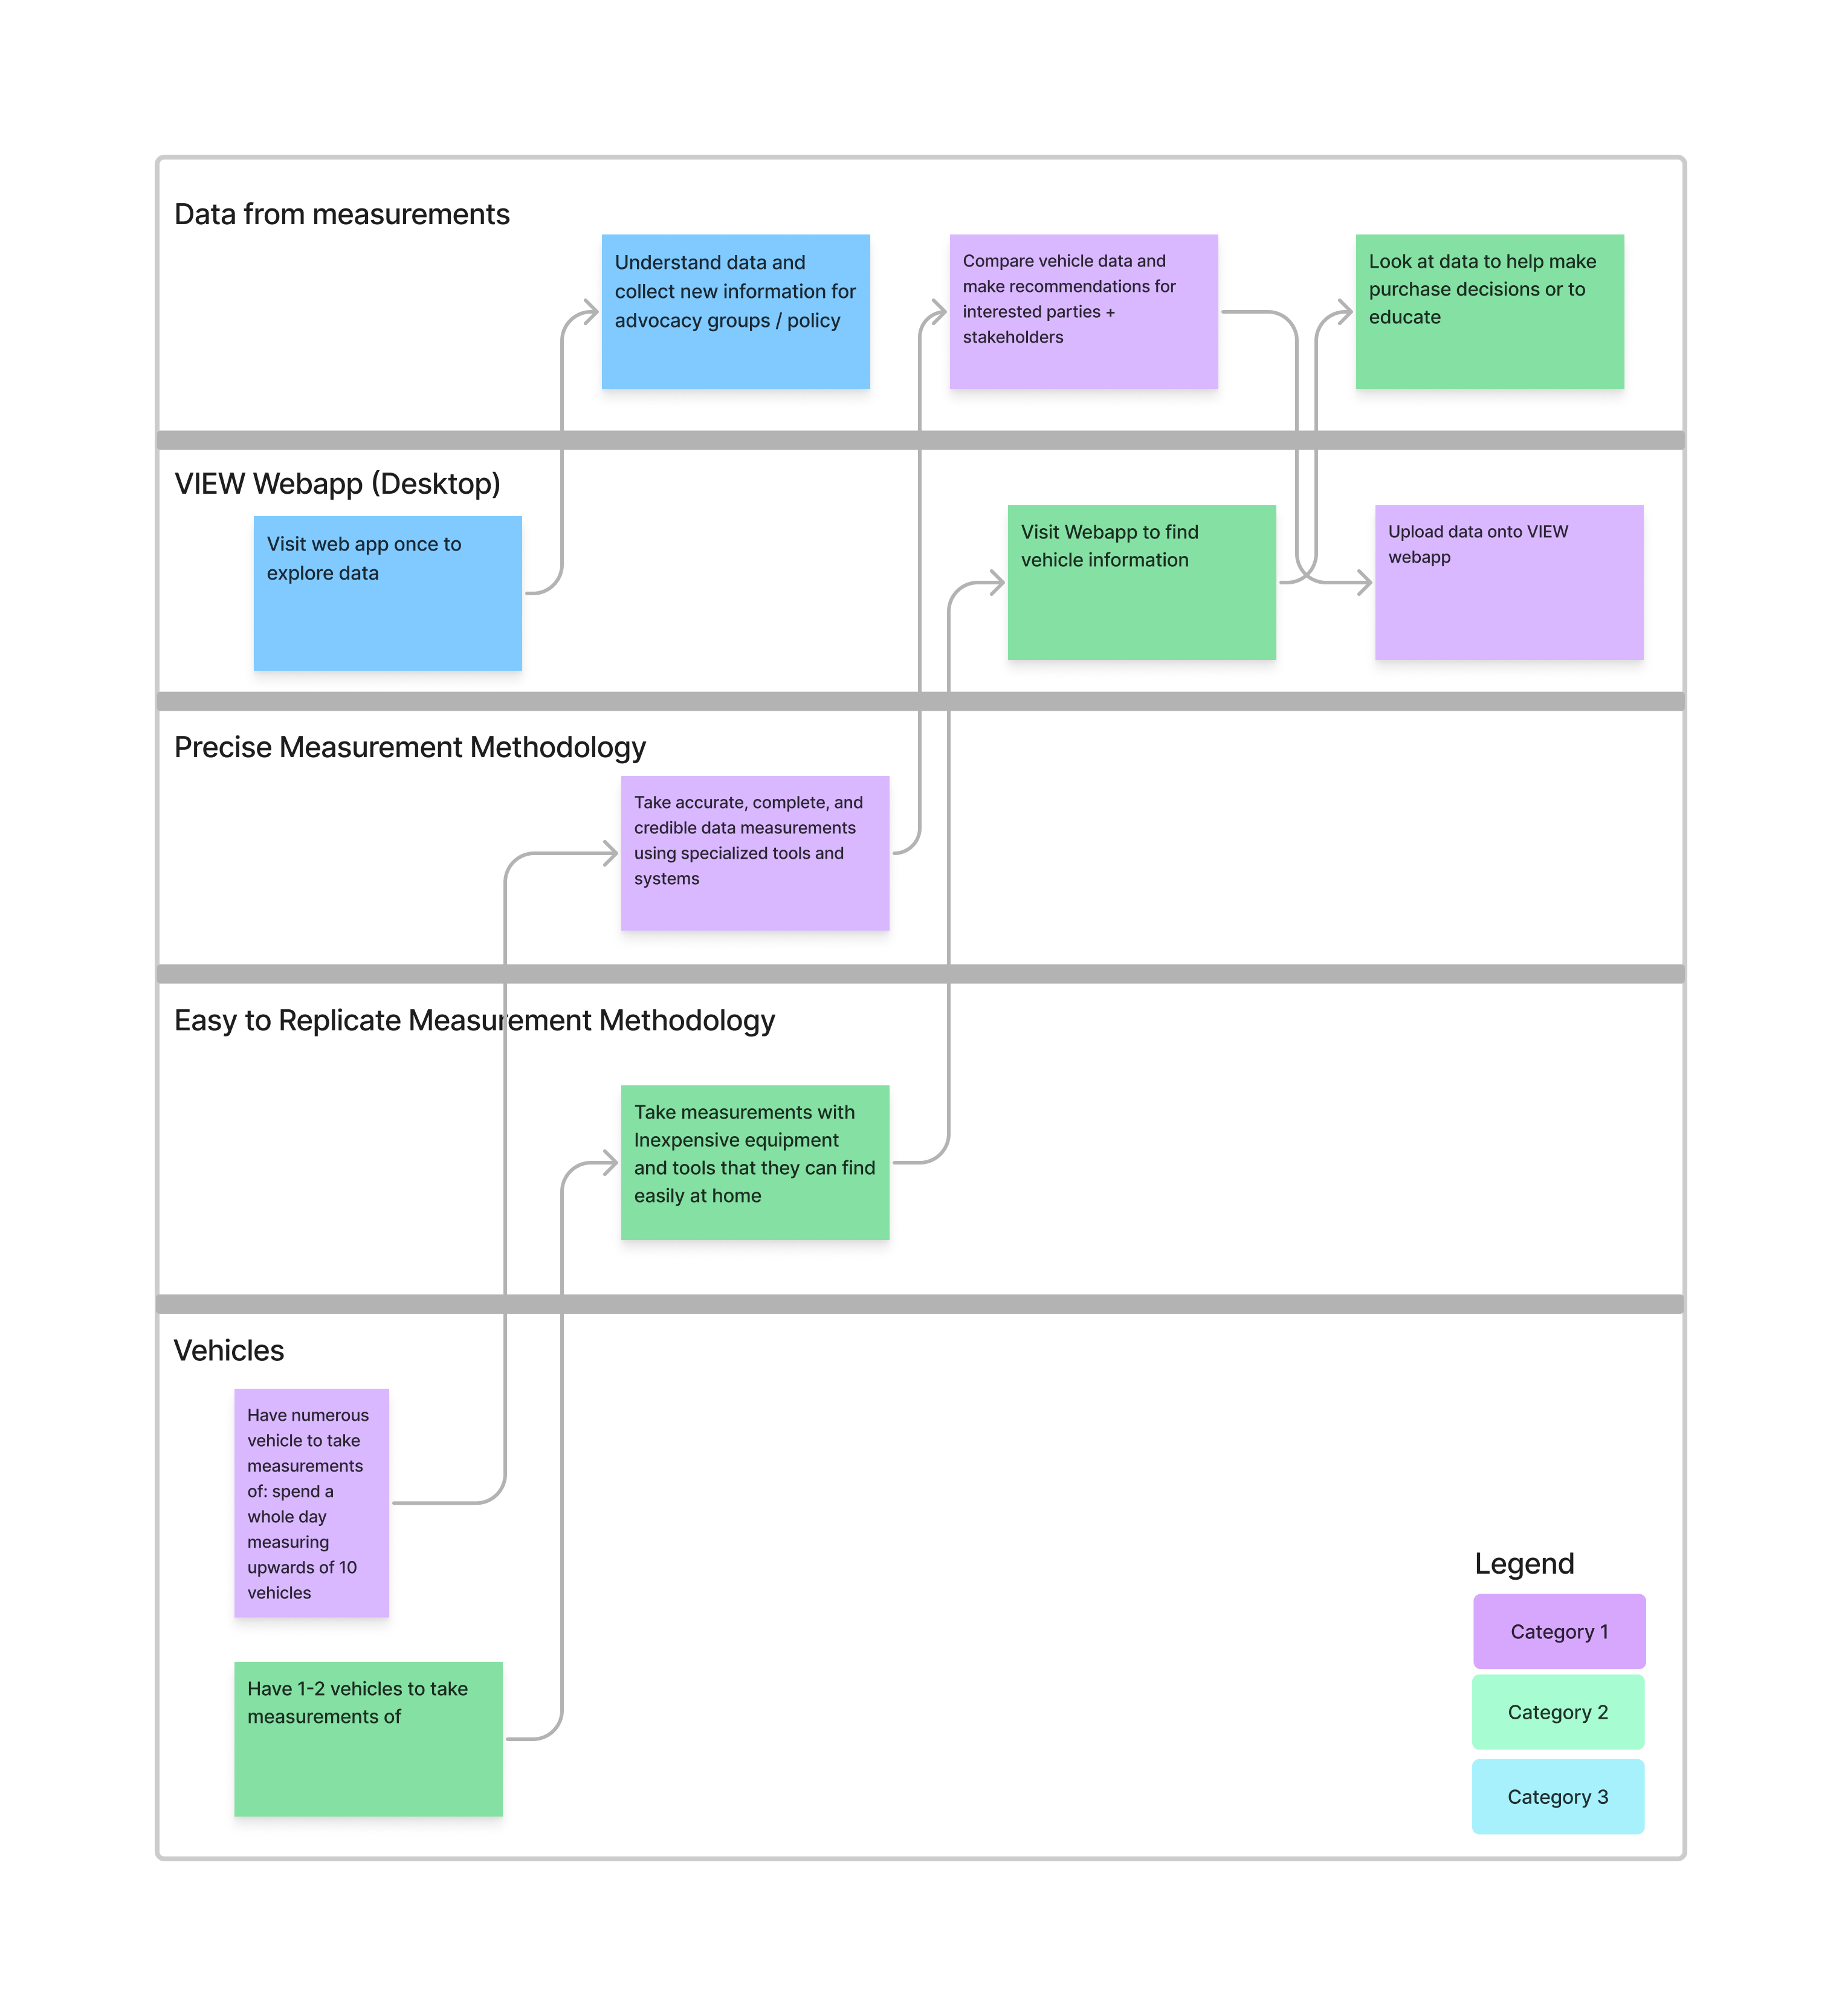 Data from measurements
Understand data and
collect new information for
advocacy groups / policy
Compare vehicle data and
make recommendations for
interested parties +
stakeholders
Look at data to help make
purchase decisions or to
educate
VIEW Webapp (Desktop)
Visit web app once to
explore data
Visit Webapp to find
vehicle information
Upload data onto VIEW
webapp
Precise Measurement Methodology
Take accurate, complete, and
credible data measurements
using specialized tools and
systems
Easy to Replicate Measurement Methodology
Take measurements with
Inexpensive equipment
and tools that they can find
easily at home
Vehicles
Have numerous
vehicle to take
measurements
of: spend a
whole day
measuring
upwards of 10
vehicles
Have 1-2 vehicles to take
measurements of
Legend
Category 1
Category 2
Category 3